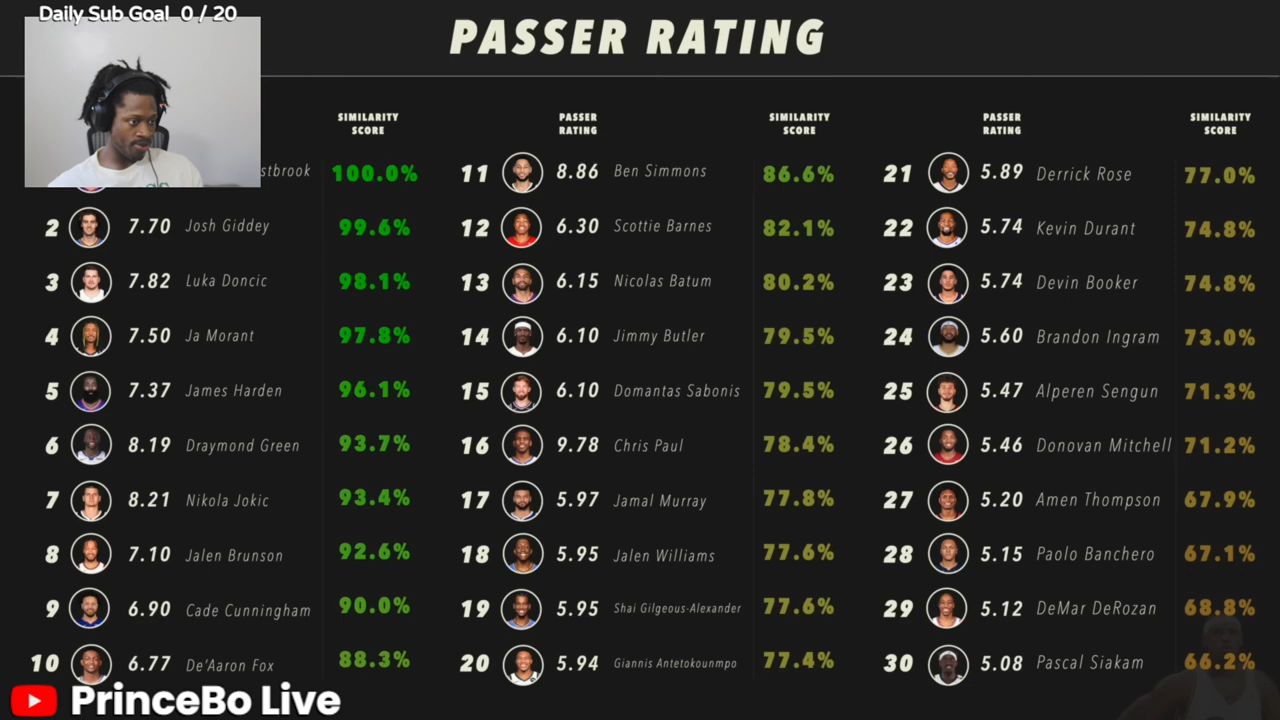 Daily Sub Goal 0 / 20
PASSER RATING
SIMILARITY SCORE
PASSER RATING
SIMILARITY SCORE
PASSER RATING
SIMILARITY SCORE
stbrook 100.0%
2 7.70 Josh Giddey 99.6%
3 7.82 Luka Doncic 98.1%
4 7.50 Ja Morant 97.8%
5 7.37 James Harden 96.1%
6 8.19 Draymond Green 93.7%
7 8.21 Nikola Jokic 93.4%
8 7.10 Jalen Brunson 92.6%
9 6.90 Cade Cunningham 90.0%
10 6.77 De'Aaron Fox 88.3%
11 8.86 Ben Simmons 86.6%
12 6.30 Scottie Barnes 82.1%
13 6.15 Nicolas Batum 80.2%
14 6.10 Jimmy Butler 79.5%
15 6.10 Domantas Sabonis 79.5%
16 9.78 Chris Paul 78.4%
17 5.97 Jamal Murray 77.8%
18 5.95 Jalen Williams 77.6%
19 5.95 Shai Gilgeous-Alexander 77.6%
20 5.94 Giannis Antetokounmpo 77.4%
21 5.89 Derrick Rose 77.0%
22 5.74 Kevin Durant 74.8%
23 5.74 Devin Booker 74.8%
24 5.60 Brandon Ingram 73.0%
25 5.47 Alperen Sengun 71.3%
26 5.46 Donovan Mitchell 71.2%
27 5.20 Amen Thompson 67.9%
28 5.15 Paolo Banchero 67.1%
29 5.12 DeMar DeRozan 68.8%
30 5.08 Pascal Siakam 66.2%
PrinceBo Live